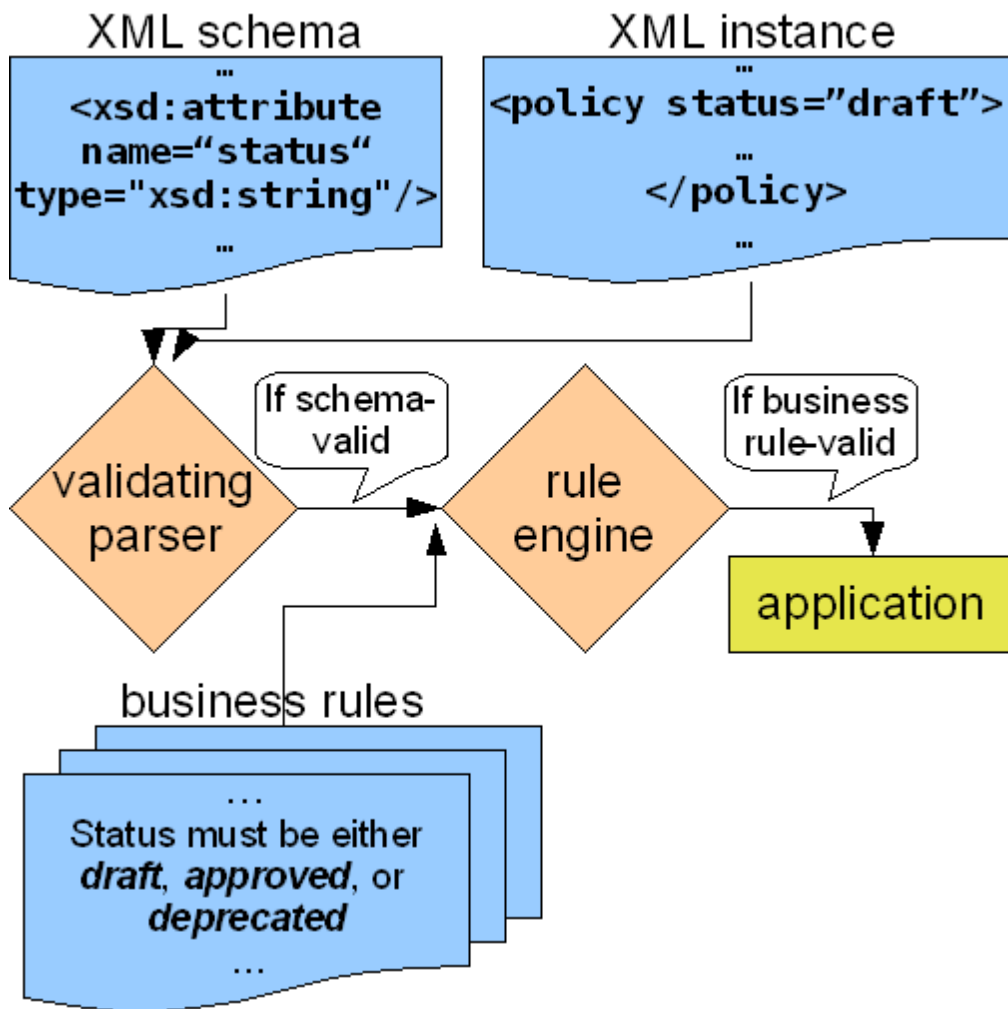 XML schema
…
<xsd:attribute
name=“status“
type="xsd:string"/>
…
XML instance
…
<policy status=”draft”>
…
</policy>
…
If schema-
valid
If business
rule-valid
validating
parser
rule
engine
application
business rules
…
Status must be either
draft, approved, or
deprecated
…